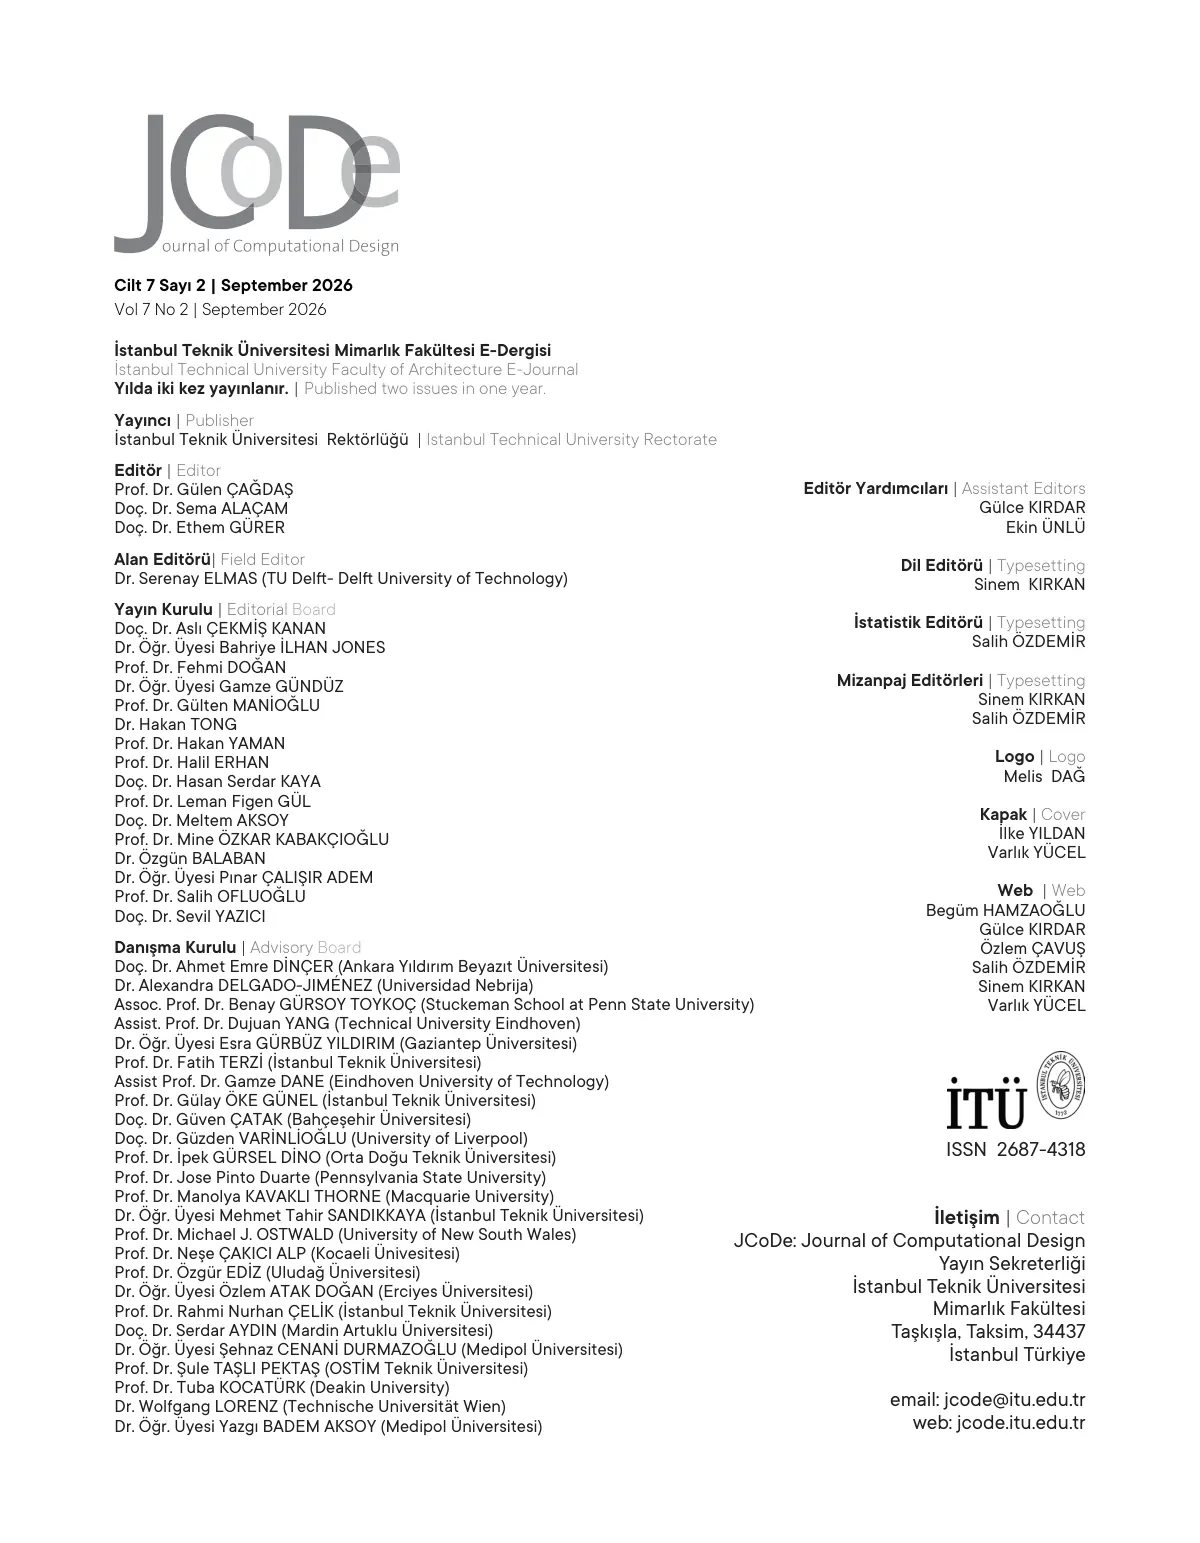 JCoDe
Journal of Computational Design
Cilt 7 Sayı 2 | September 2026
Vol 7 No 2 | September 2026
İstanbul Teknik Üniversitesi Mimarlık Fakültesi E-Dergisi
İstanbul Technical University Faculty of Architecture E-Journal
Yılda iki kez yayınlanır. | Published two issues in one year.
Yayıncı | Publisher
İstanbul Teknik Üniversitesi Rektörlüğü | Istanbul Technical University Rectorate
Editör | Editor
Prof. Dr. Gülen ÇAĞDAŞ
Doç. Dr. Sema ALAÇAM
Doç. Dr. Ethem GÜRER
Alan Editörü| Field Editor
Dr. Serenay ELMAS (TU Delft- Delft University of Technology)
Yayın Kurulu | Editorial Board
Doç. Dr. Aslı ÇEKMİŞ KANAN
Dr. Öğr. Üyesi Bahriye İLHAN JONES
Prof. Dr. Fehmi DOĞAN
Dr. Öğr. Üyesi Gamze GÜNDÜZ
Prof. Dr. Gülten MANİOĞLU
Dr. Hakan TONG
Prof. Dr. Hakan YAMAN
Prof. Dr. Halil ERHAN
Doç. Dr. Hasan Serdar KAYA
Prof. Dr. Leman Figen GÜL
Doç. Dr. Meltem AKSOY
Prof. Dr. Mine ÖZKAR KABAKÇIOĞLU
Dr. Özgün BALABAN
Dr. Öğr. Üyesi Pınar ÇALIŞIR ADEM
Prof. Dr. Salih OFLUOĞLU
Doç. Dr. Sevil YAZICI
Danışma Kurulu | Advisory Board
Doç. Dr. Ahmet Emre DİNÇER (Ankara Yıldırım Beyazıt Üniversitesi)
Dr. Alexandra DELGADO-JIMÉNEZ (Universidad Nebrija)
Assoc. Prof. Dr. Benay GÜRSOY TOYKOÇ (Stuckeman School at Penn State University)
Assist. Prof. Dr. Dujuan YANG (Technical University Eindhoven)
Dr. Öğr. Üyesi Esra GÜRBÜZ YILDIRIM (Gaziantep Üniversitesi)
Prof. Dr. Fatih TERZİ (İstanbul Teknik Üniversitesi)
Assist Prof. Dr. Gamze DANE (Eindhoven University of Technology)
Prof. Dr. Gülay ÖKE GÜNEL (İstanbul Teknik Üniversitesi)
Doç. Dr. Güven ÇATAK (Bahçeşehir Üniversitesi)
Doç. Dr. Güzden VARİNLİOĞLU (University of Liverpool)
Prof. Dr. İpek GÜRSEL DİNO (Orta Doğu Teknik Üniversitesi)
Prof. Dr. Jose Pinto Duarte (Pennsylvania State University)
Prof. Dr. Manolya KAVAKLI THORNE (Macquarie University)
Dr. Öğr. Üyesi Mehmet Tahir SANDIKKAYA (İstanbul Teknik Üniversitesi)
Prof. Dr. Michael J. OSTWALD (University of New South Wales)
Prof. Dr. Neşe ÇAKICI ALP (Kocaeli Ünivesitesi)
Prof. Dr. Özgür EDİZ (Uludağ Üniversitesi)
Dr. Öğr. Üyesi Özlem ATAK DOĞAN (Erciyes Üniversitesi)
Prof. Dr. Rahmi Nurhan ÇELİK (İstanbul Teknik Üniversitesi)
Doç. Dr. Serdar AYDIN (Mardin Artuklu Üniversitesi)
Dr. Öğr. Üyesi Şehnaz CENANİ DURMAZOĞLU (Medipol Üniversitesi)
Prof. Dr. Şule TAŞLI PEKTAŞ (OSTİM Teknik Üniversitesi)
Prof. Dr. Tuba KOCATÜRK (Deakin University)
Dr. Wolfgang LORENZ (Technische Universität Wien)
Dr. Öğr. Üyesi Yazgı BADEM AKSOY (Medipol Üniversitesi)
Editör Yardımcıları | Assistant Editors
Gülce KIRDAR
Ekin ÜNLÜ
Dil Editörü | Typesetting
Sinem KIRKAN
İstatistik Editörü | Typesetting
Salih ÖZDEMİR
Mizanpaj Editörleri | Typesetting
Sinem KIRKAN
Salih ÖZDEMİR
Logo | Logo
Melis DAĞ
Kapak | Cover
İlke YILDAN
Varlık YÜCEL
Web | Web
Begüm HAMZAOĞLU
Gülce KIRDAR
Özlem ÇAVUŞ
Salih ÖZDEMİR
Sinem KIRKAN
Varlık YÜCEL
İTÜ
İSTANBUL TEKNİK ÜNİVERSİTESİ
1773
ISSN 2687-4318
İletişim | Contact
JCoDe: Journal of Computational Design
Yayın Sekreterliği
İstanbul Teknik Üniversitesi
Mimarlık Fakültesi
Taşkışla, Taksim, 34437
İstanbul Türkiye
email: jcode@itu.edu.tr
web: jcode.itu.edu.tr